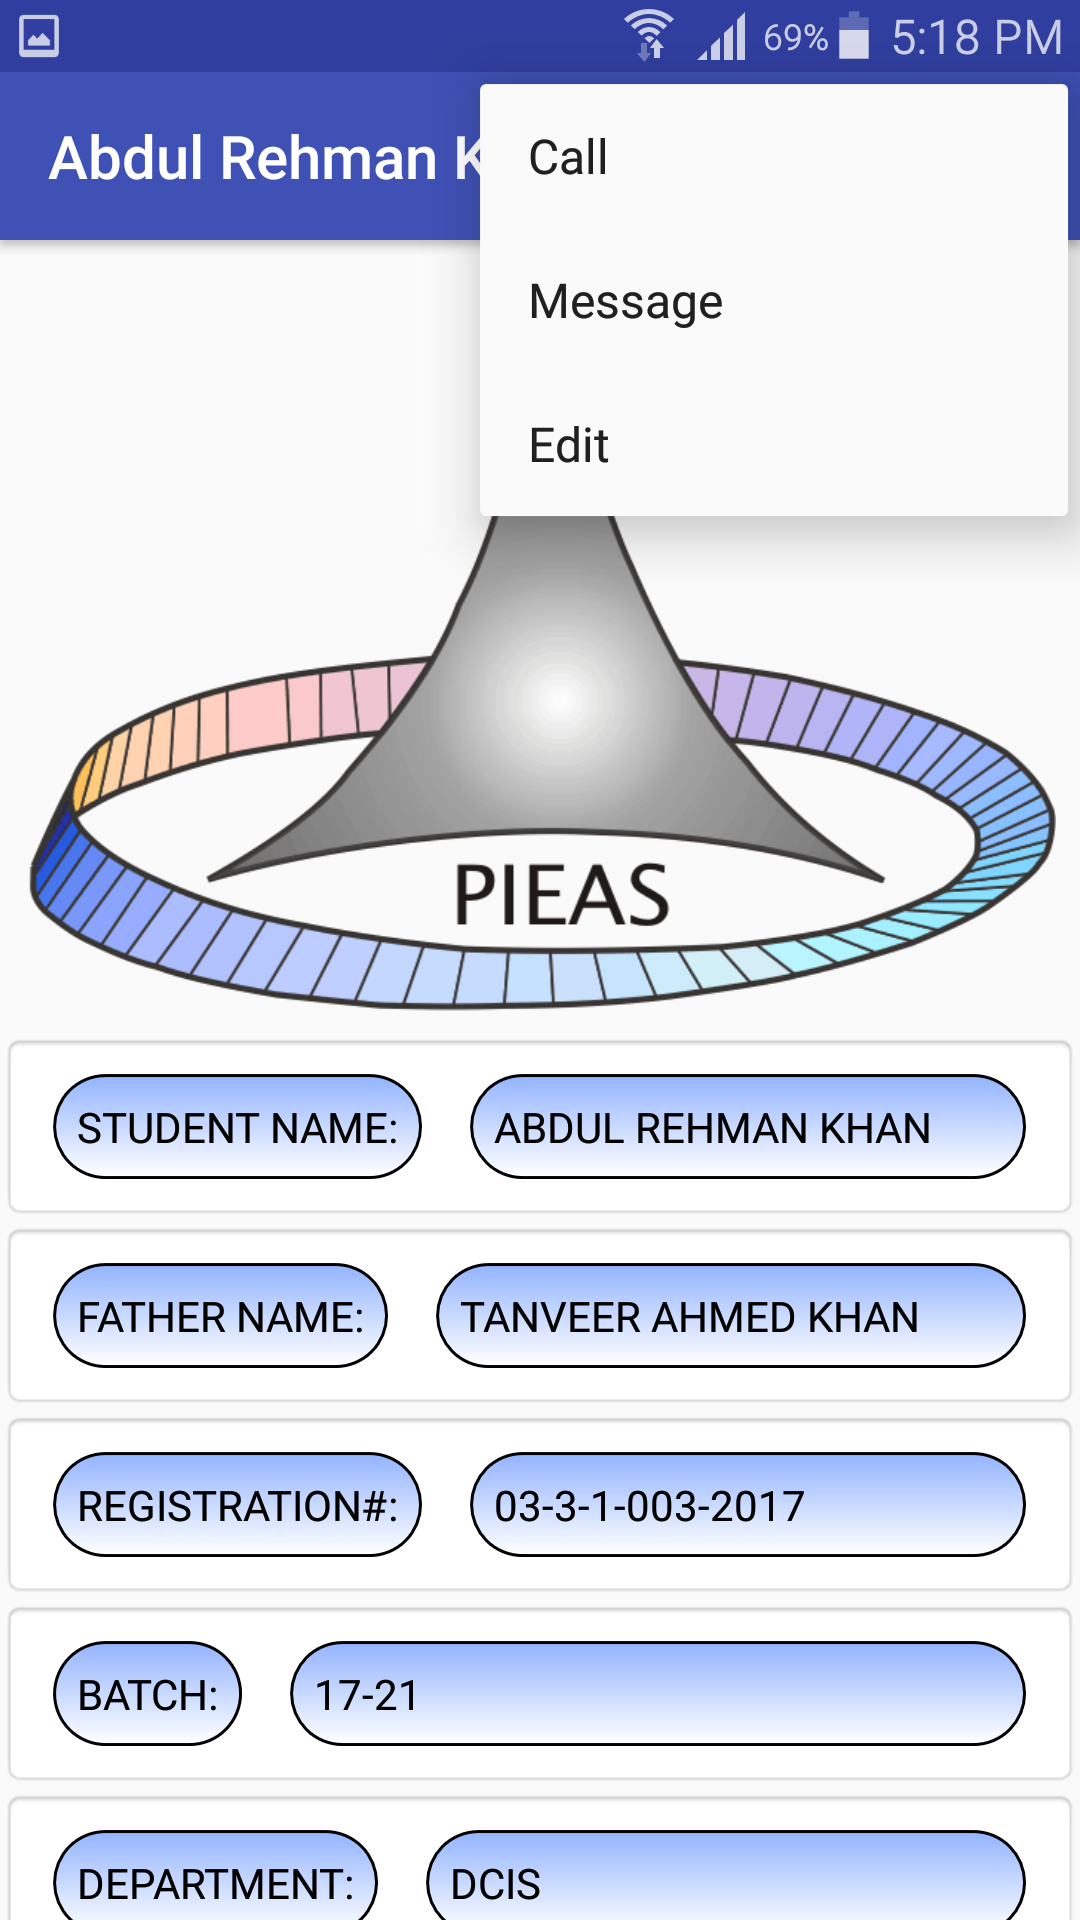 69% 5:18 PM
Abdul Rehman K
Call
Message
Edit
PIEAS
STUDENT NAME: ABDUL REHMAN KHAN
FATHER NAME: TANVEER AHMED KHAN
REGISTRATION#: 03-3-1-003-2017
BATCH: 17-21
DEPARTMENT: DCIS